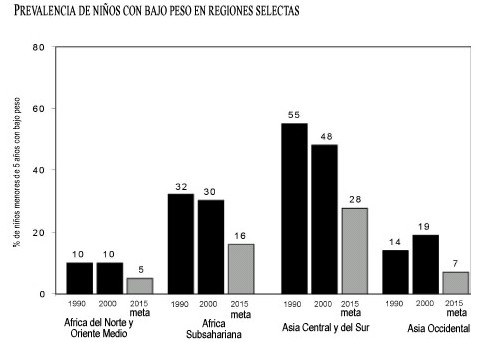 PREVALENCIA DE NIÑOS CON BAJO PESO EN REGIONES SELECTAS
% de niños menores de 5 años con bajo peso
80
60
40
20
0
10 10 5
32 30 16
55 48 28
14 19 7
1990 2000 2015 meta
Africa del Norte y
Oriente Medio
1990 2000 2015 meta
Africa
Subsahariana
1990 2000 2015 meta
Asia Central y del Sur
1990 2000 2015 meta
Asia Occidental